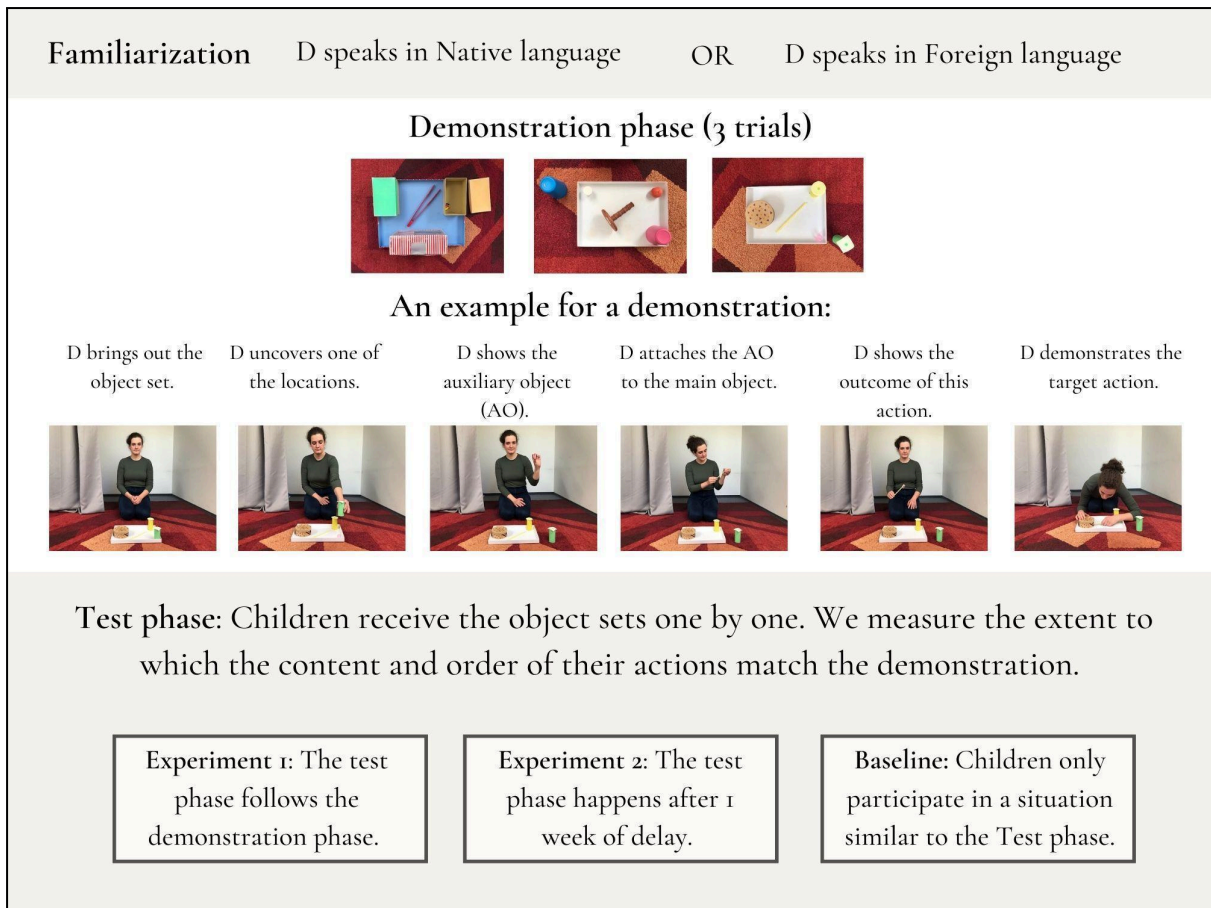 Familiarization D speaks in Native language OR D speaks in Foreign language
Demonstration phase (3 trials)
An example for a demonstration:
D brings out the
object set.
D uncovers one of
the locations.
D shows the
auxiliary object
(AO).
D attaches the AO
to the main object.
D shows the
outcome of this
action.
D demonstrates the
target action.
Test phase: Children receive the object sets one by one. We measure the extent to
which the content and order of their actions match the demonstration.
Experiment 1: The test
phase follows the
demonstration phase.
Experiment 2: The test
phase happens after 1
week of delay.
Baseline: Children only
participate in a situation
similar to the Test phase.